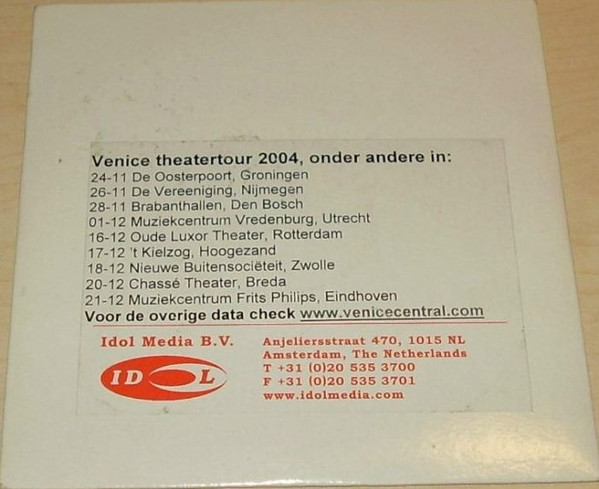 Venice theatertour 2004, onder andere in:
24-11 De Oosterpoort, Groningen
26-11 De Vereeniging, Nijmegen
28-11 Brabanthallen, Den Bosch
01-12 Muziekcentrum Vredenburg, Utrecht
16-12 Oude Luxor Theater, Rotterdam
17-12 't Kielzog, Hoogezand
18-12 Nieuwe Buitensociëteit, Zwolle
20-12 Chassé Theater, Breda
21-12 Muziekcentrum Frits Philips, Eindhoven
Voor de overige data check www.venicecentral.com
Idol Media B.V.
IDOL
Anjeliersstraat 470, 1015 NL
Amsterdam, The Netherlands
T +31 (0)20 535 3700
F +31 (0)20 535 3701
www.idolmedia.com